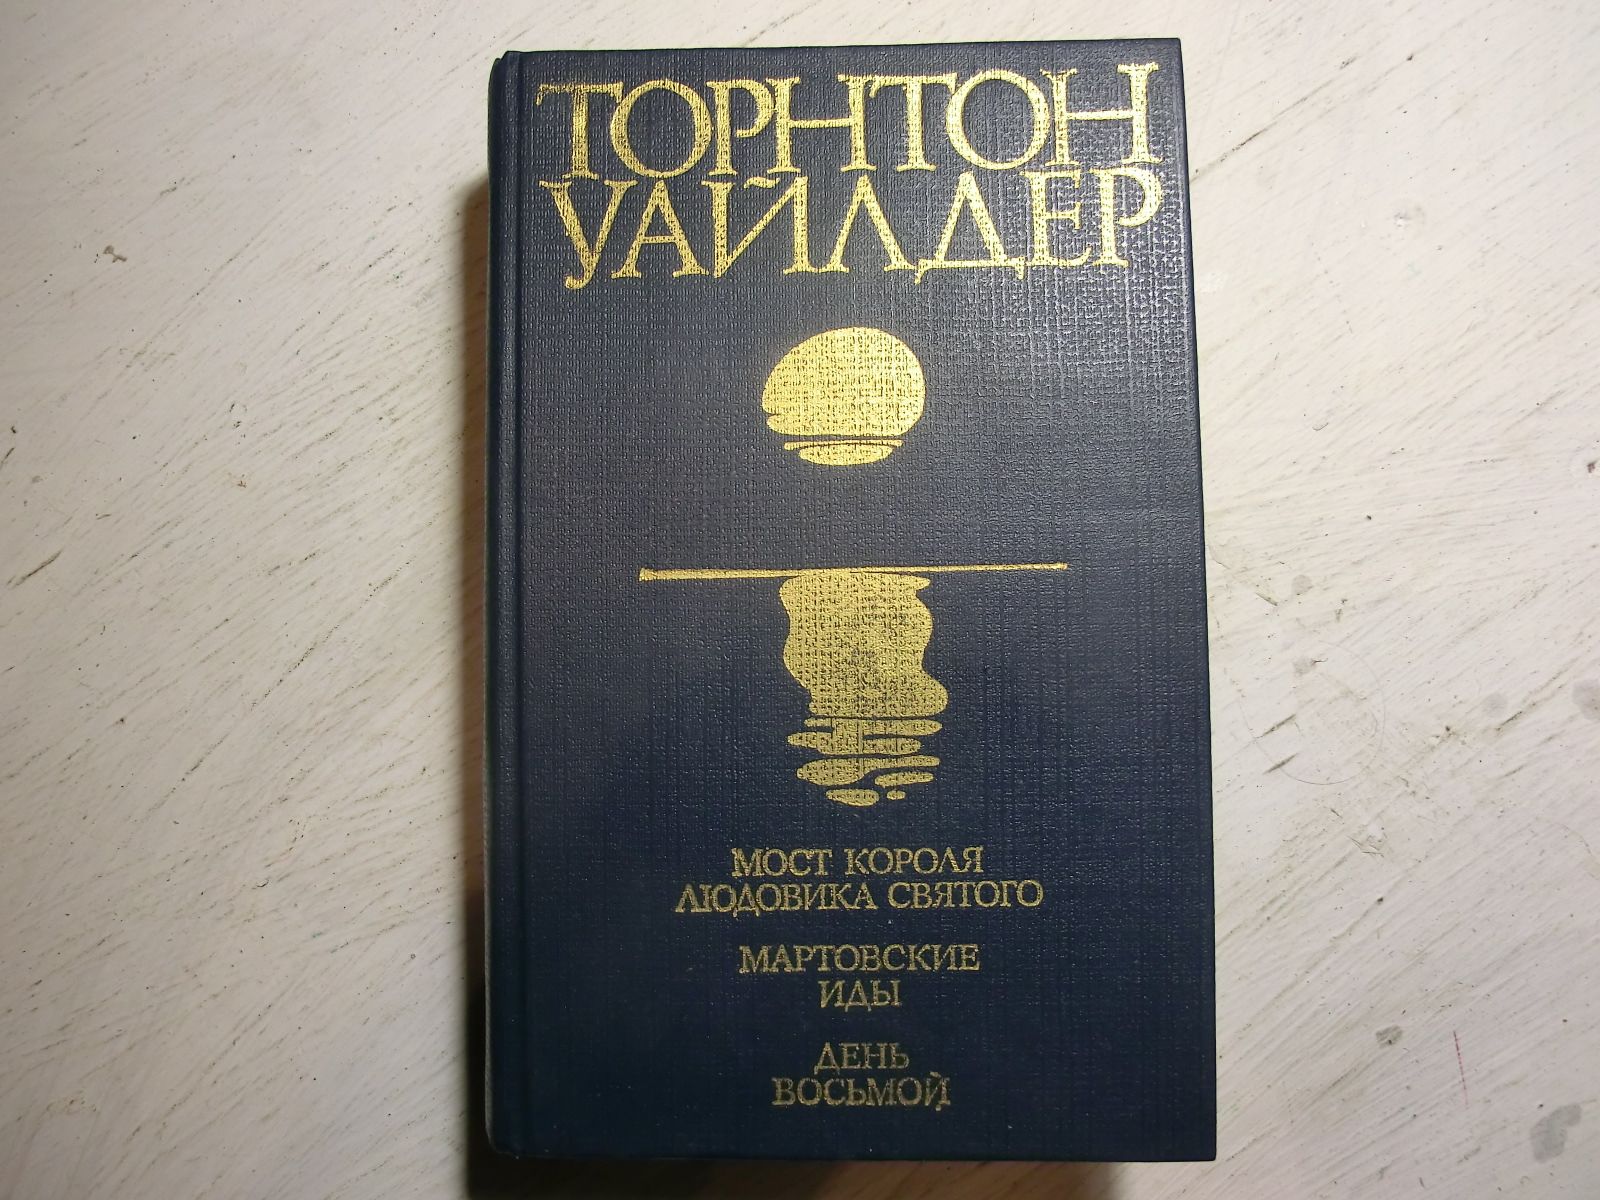 ТОРНТОН
УАЙЛДЕР
МОСТ КОРОЛЯ
ЛЮДОВИКА СВЯТОГО
МАРТОВСКИЕ
ИДЫ
ДЕНЬ
ВОСЬМОЙ